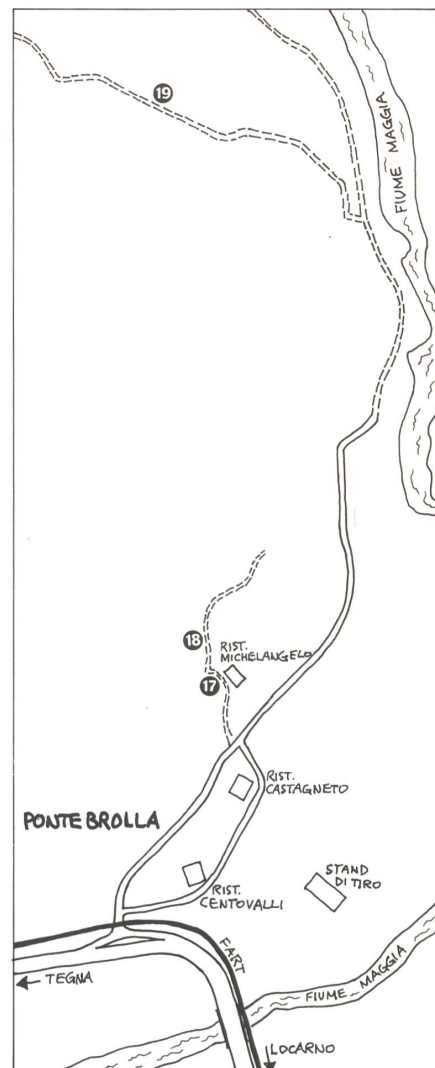 19
FIUME MAGGIA
18
RIST.
MICHELANGELO
17
RIST.
CASTAGNETO
PONTE BROLLA
STAND
DI TIRO
RIST.
CENTOVALLI
FART
FIUME MAGGIA
← TEGNA
LOCARNO